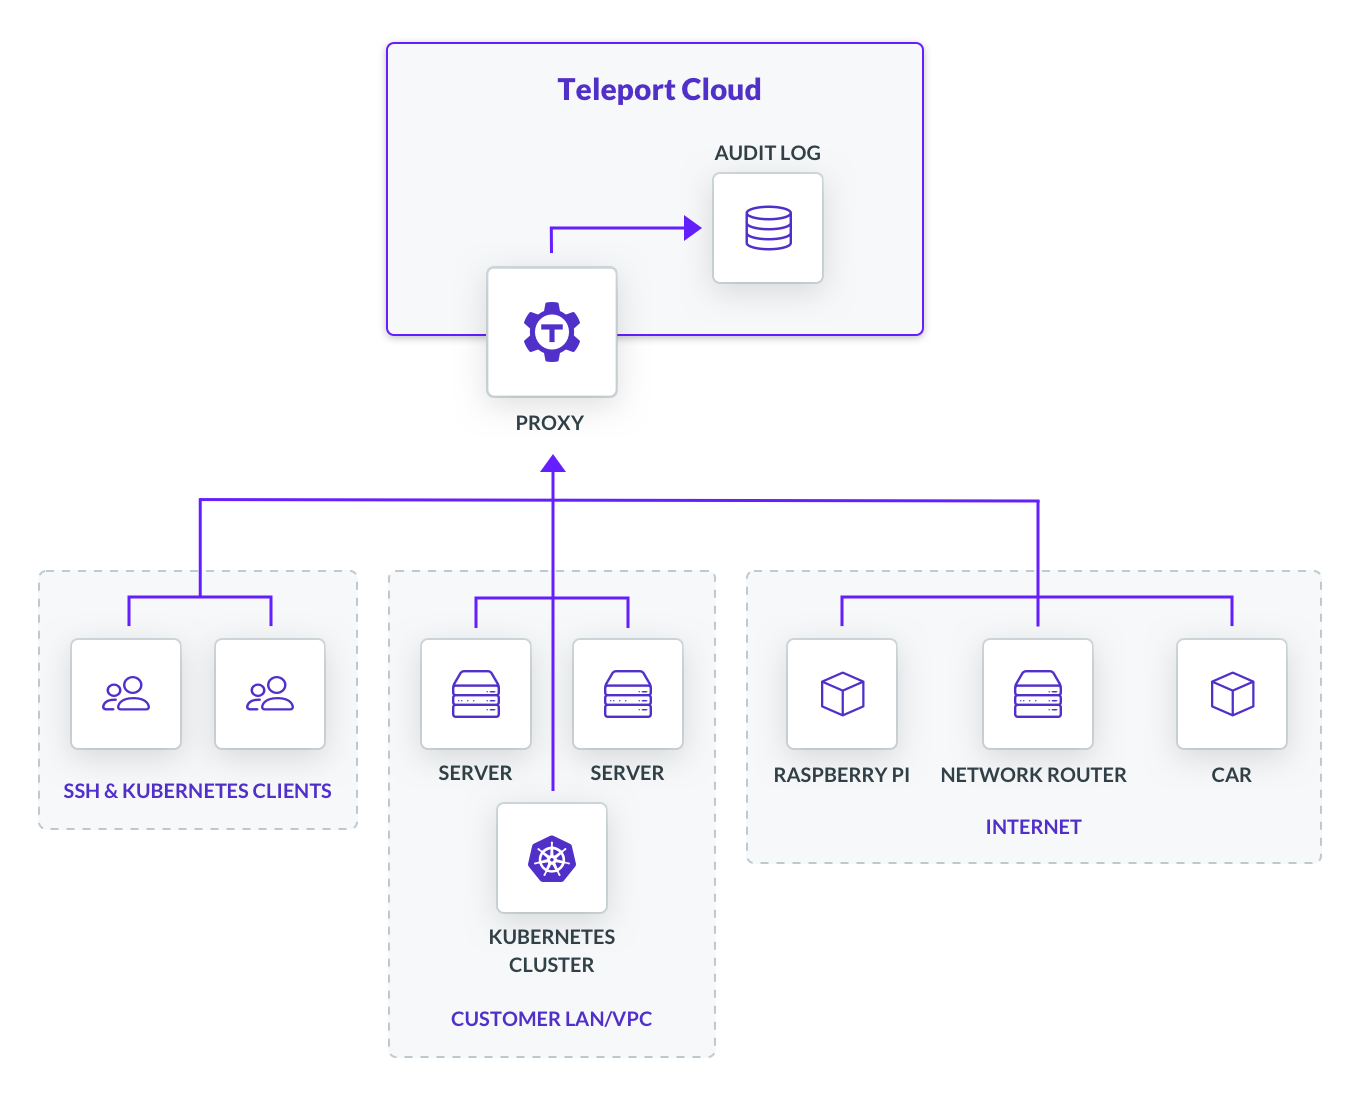 Teleport Cloud
AUDIT LOG
T
PROXY
SSH & KUBERNETES CLIENTS
SERVER
SERVER
KUBERNETES
CLUSTER
CUSTOMER LAN/VPC
RASPBERRY PI
NETWORK ROUTER
CAR
INTERNET